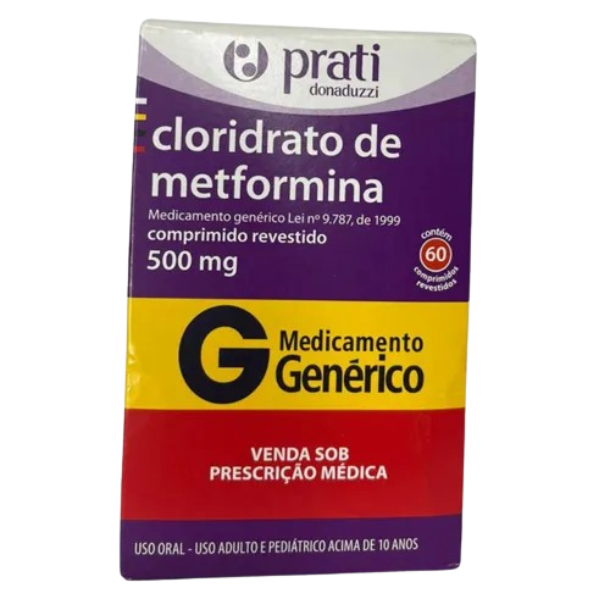 prati
donaduzzi
cloridrato de
metformina
Medicamento genérico Lei nº 9.787, de 1999
comprimido revestido
500 mg
contém
60
comprimidos
revestidos
G
Medicamento
Genérico
VENDA SOB
PRESCRIÇÃO MÉDICA
USO ORAL - USO ADULTO E PEDIÁTRICO ACIMA DE 10 ANOS